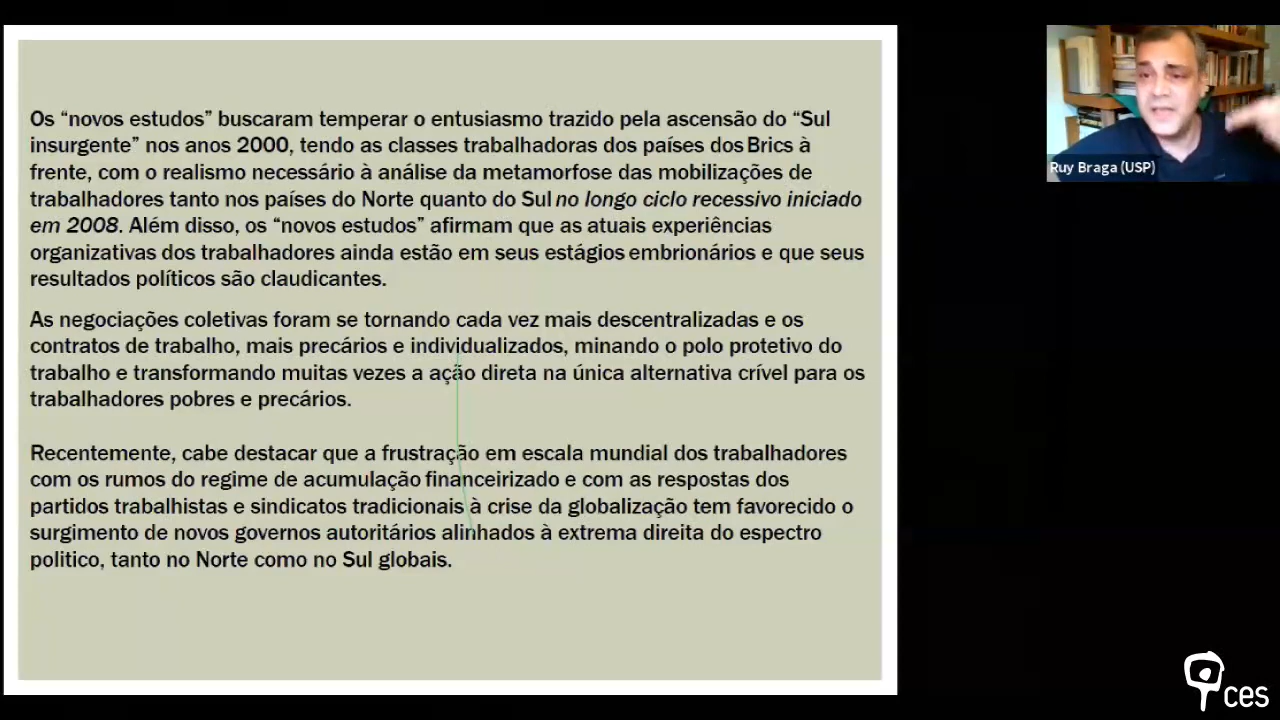 Os “novos estudos” buscaram temperar o entusiasmo trazido pela ascensão do “Sul
insurgente” nos anos 2000, tendo as classes trabalhadoras dos países dos Brics à
frente, com o realismo necessário à análise da metamorfose das mobilizações de
trabalhadores tanto nos países do Norte quanto do Sul no longo ciclo recessivo iniciado
em 2008. Além disso, os “novos estudos” afirmam que as atuais experiências
organizativas dos trabalhadores ainda estão em seus estágios embrionários e que seus
resultados políticos são claudicantes.
As negociações coletivas foram se tornando cada vez mais descentralizadas e os
contratos de trabalho, mais precários e individualizados, minando o polo protetivo do
trabalho e transformando muitas vezes a ação direta na única alternativa crível para os
trabalhadores pobres e precários.
Recentemente, cabe destacar que a frustração em escala mundial dos trabalhadores
com os rumos do regime de acumulação financeirizado e com as respostas dos
partidos trabalhistas e sindicatos tradicionais à crise da globalização tem favorecido o
surgimento de novos governos autoritários alinhados à extrema direita do espectro
politico, tanto no Norte como no Sul globais.
Ruy Braga (USP)
ces